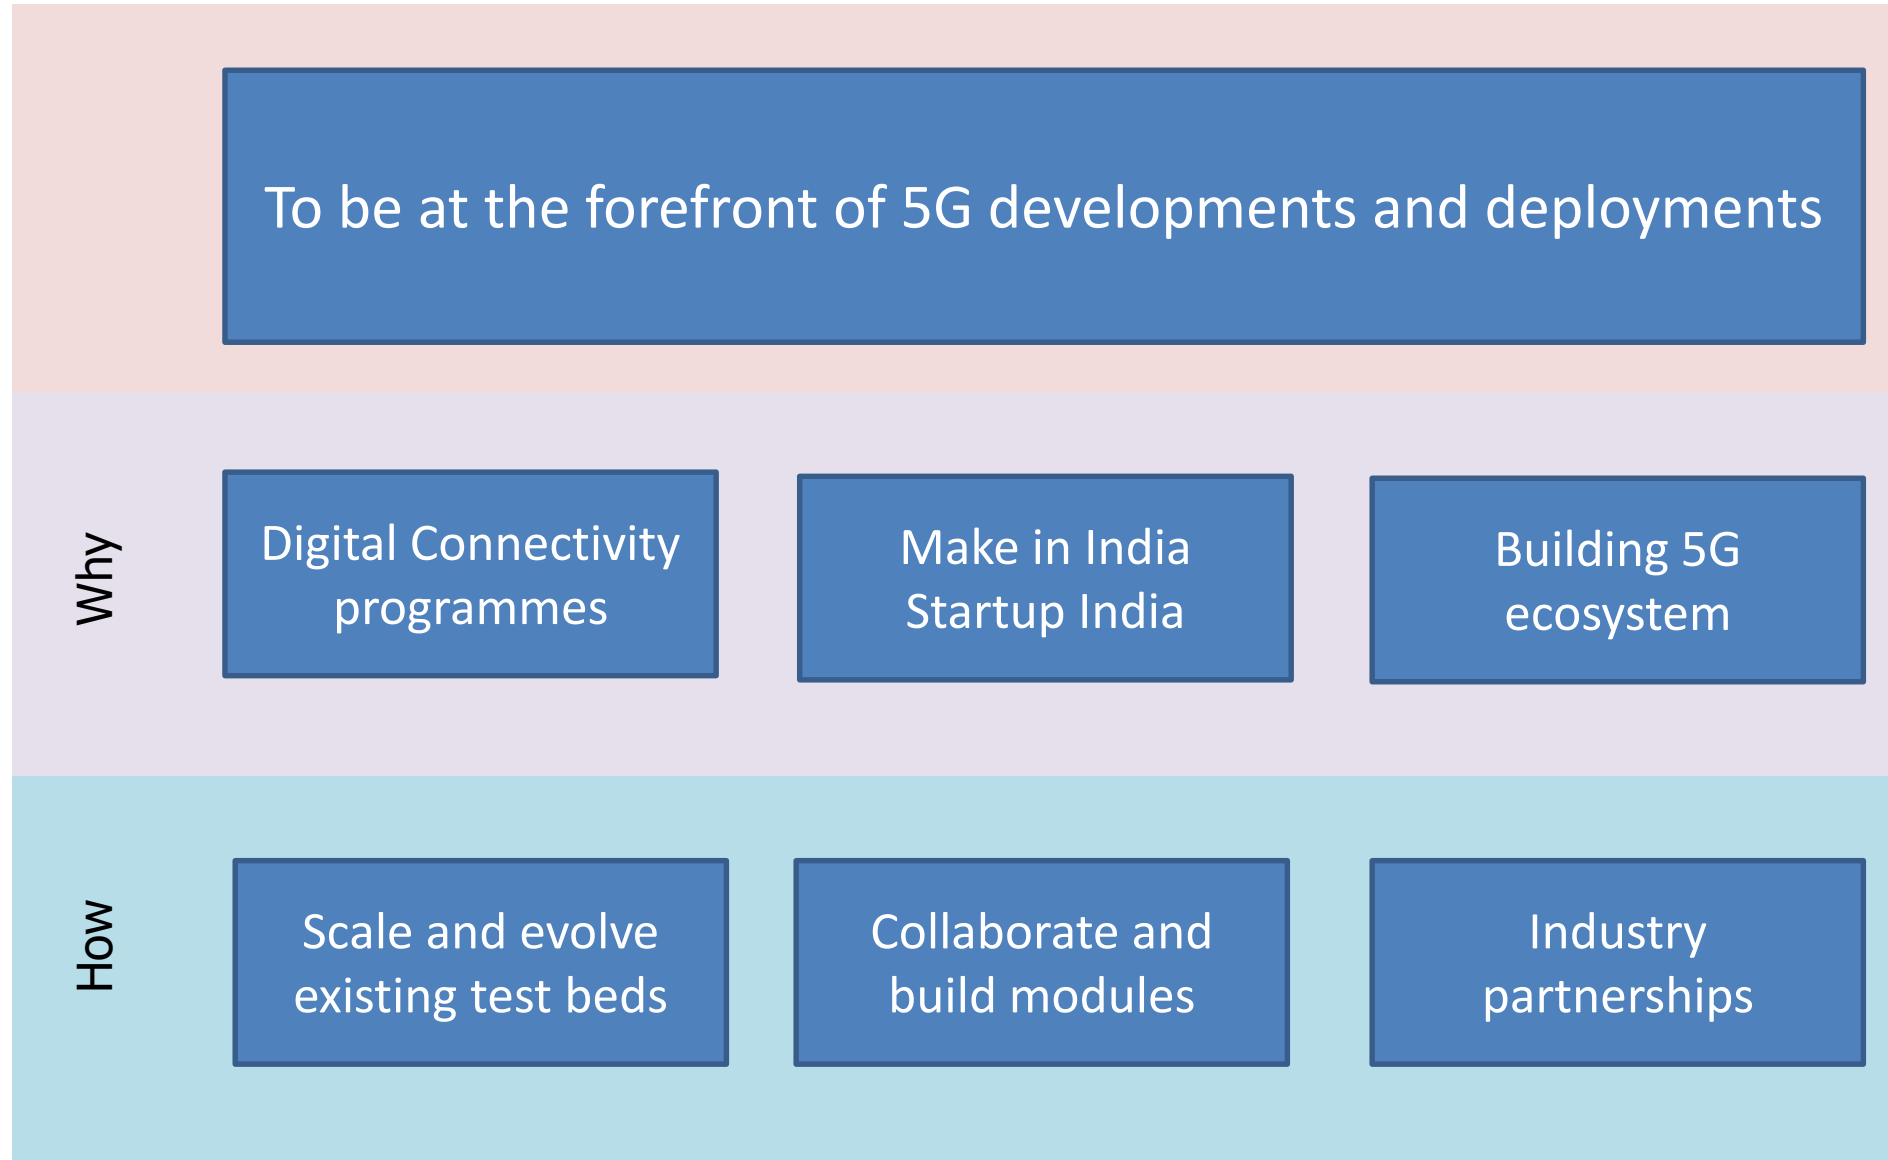 To be at the forefront of 5G developments and deployments
Why
Digital Connectivity
programmes
Make in India
Startup India
Building 5G
ecosystem
How
Scale and evolve
existing test beds
Collaborate and
build modules
Industry
partnerships